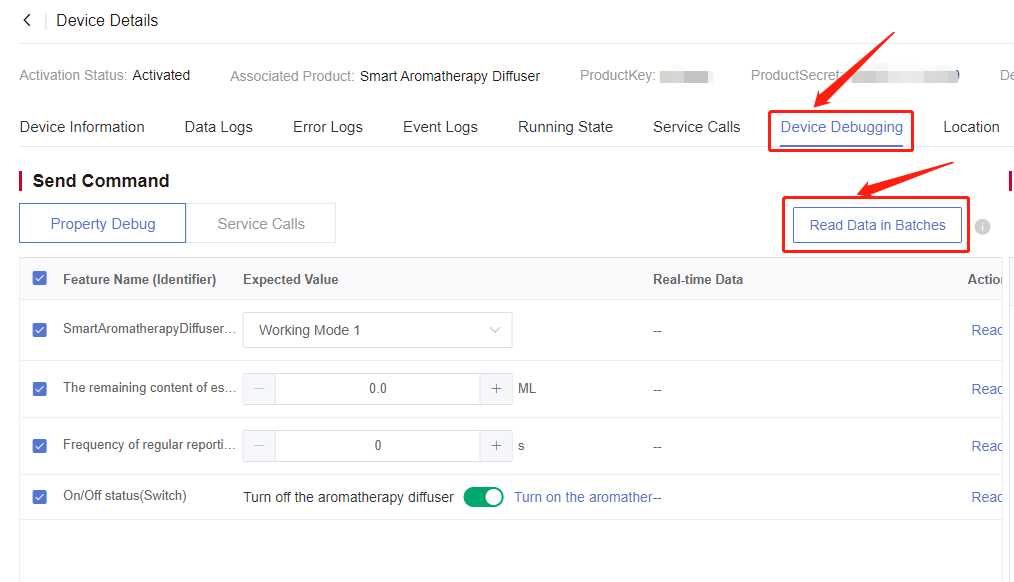 Device Details
Activation Status: Activated Associated Product: Smart Aromatherapy Diffuser ProductKey: ProductSecret: De
Device Information Data Logs Error Logs Event Logs Running State Service Calls Device Debugging Location
Send Command
Property Debug Service Calls Read Data in Batches
Feature Name (Identifier) Expected Value Real-time Data Action
SmartAromatherapyDiffuser... Working Mode 1 -- Read
The remaining content of es... 0.0 ML -- Read
Frequency of regular reporti... 0 s -- Read
On/Off status(Switch) Turn off the aromatherapy diffuser Turn on the aromather-- Read